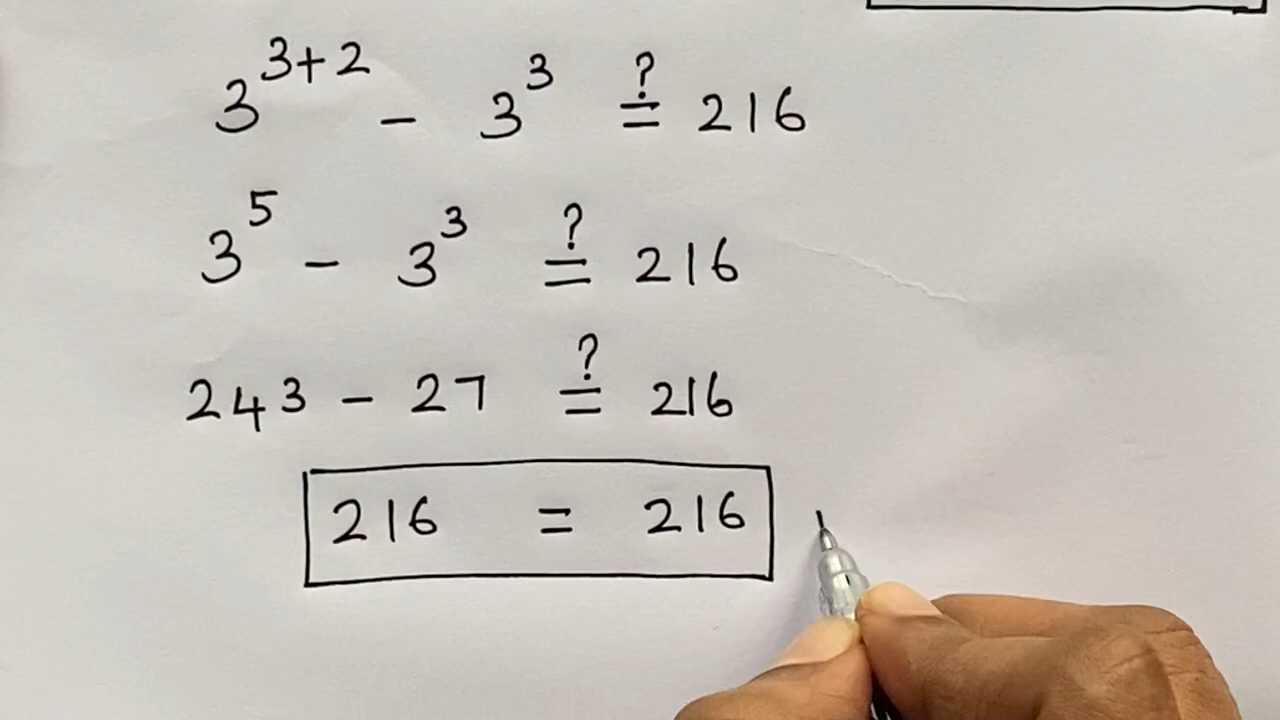 3^{3+2} - 3^3 ≟ 216
3^5 - 3^3 ≟ 216
243 - 27 ≟ 216
216 = 216